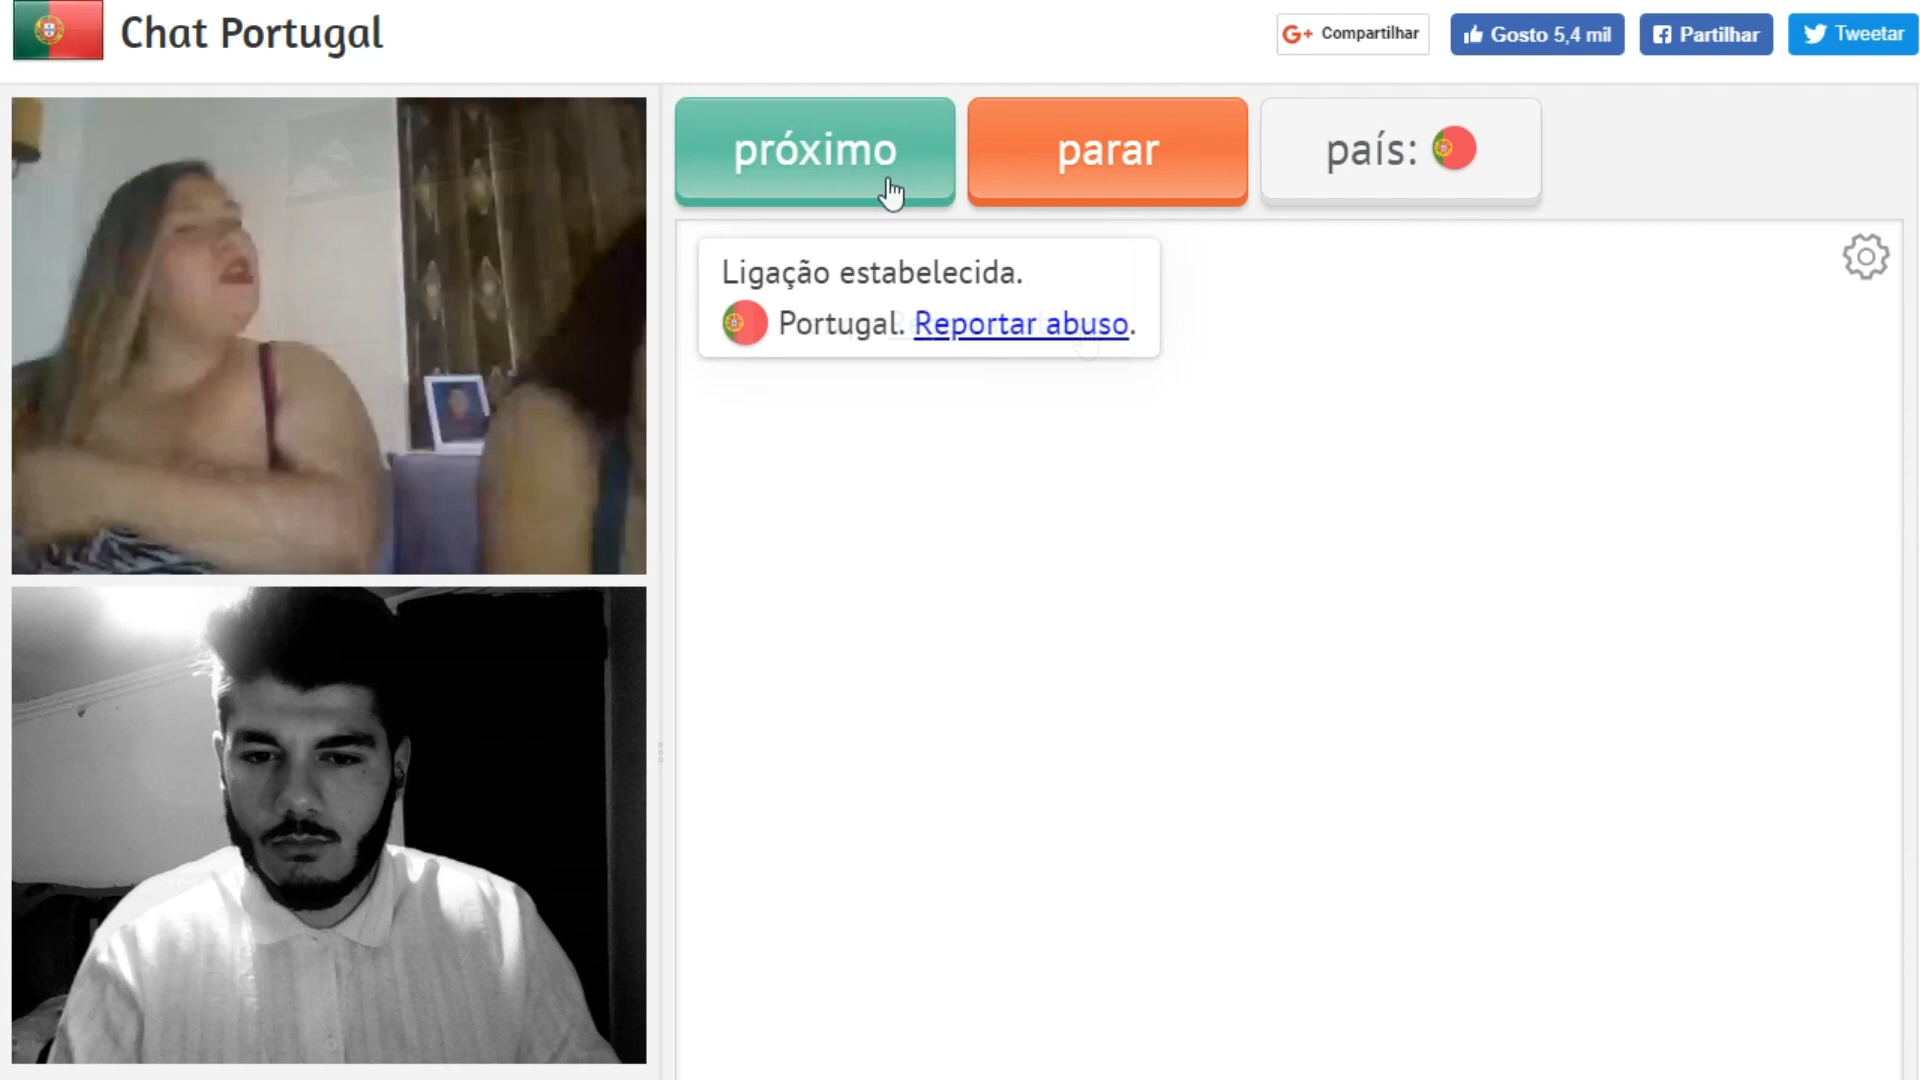 Chat Portugal
G+ Compartilhar
Gosto 5,4 mil
Partilhar
Tweetar
próximo
parar
país:
Ligação estabelecida.
Portugal. Reportar abuso.